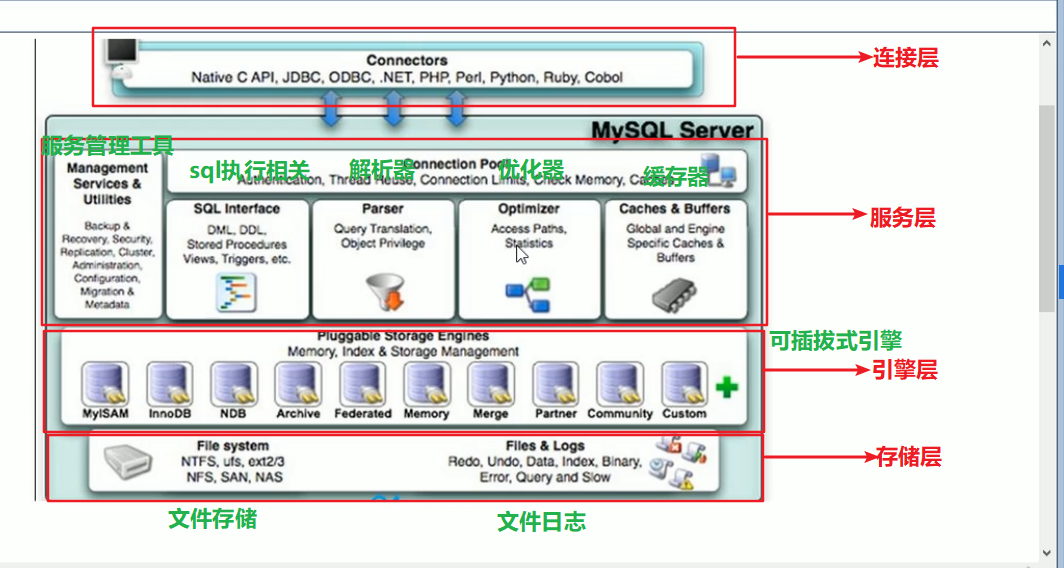 Connectors
Native C API, JDBC, ODBC, .NET, PHP, Perl, Python, Ruby, Cobol
连接层
MySQL Server
服务管理工具
Management
Services &
Utilities
Backup &
Recovery, Security,
Replication, Cluster,
Administration,
Configuration,
Migration &
Metadata
sql执行相关
解析器
优化器
缓存器
Connection Pool
Authentication, Thread Reuse, Connection Limits, Check Memory,
SQL Interface
DML, DDL,
Stored Procedures
Views, Triggers, etc.
Parser
Query Translation,
Object Privilege
Optimizer
Access Paths,
Statistics
Caches & Buffers
Global and Engine
Specific Caches &
Buffers
服务层
Pluggable Storage Engines
Memory, Index & Storage Management
可插拔式引擎
引擎层
MyISAM
InnoDB
NDB
Archive
Federated
Memory
Merge
Partner
Community
Custom
File system
NTFS, ufs, ext2/3
NFS, SAN, NAS
Files & Logs
Redo, Undo, Data, Index, Binary,
Error, Query and Slow
存储层
文件存储
文件日志